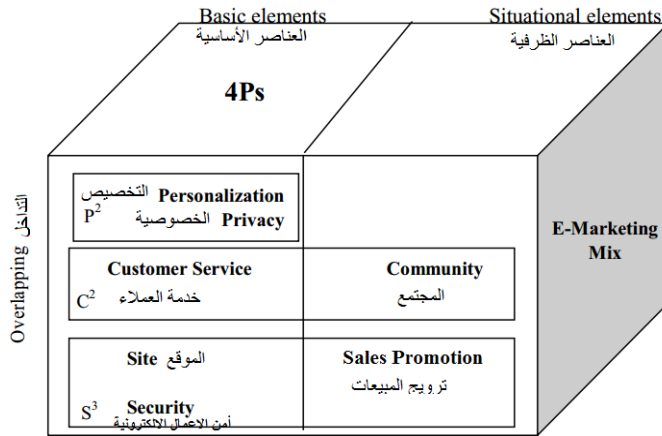 Basic elements
العناصر الأساسية
Situational elements
العناصر الظرفية
4Ps
Overlapping التداخل
Personalization التخصيص
P² الخصوصية Privacy
Customer Service
C² خدمة العملاء
Community
المجتمع
Site الموقع
S³ Security
أمن الاعمال الالكترونية
Sales Promotion
ترويج المبيعات
E-Marketing
Mix